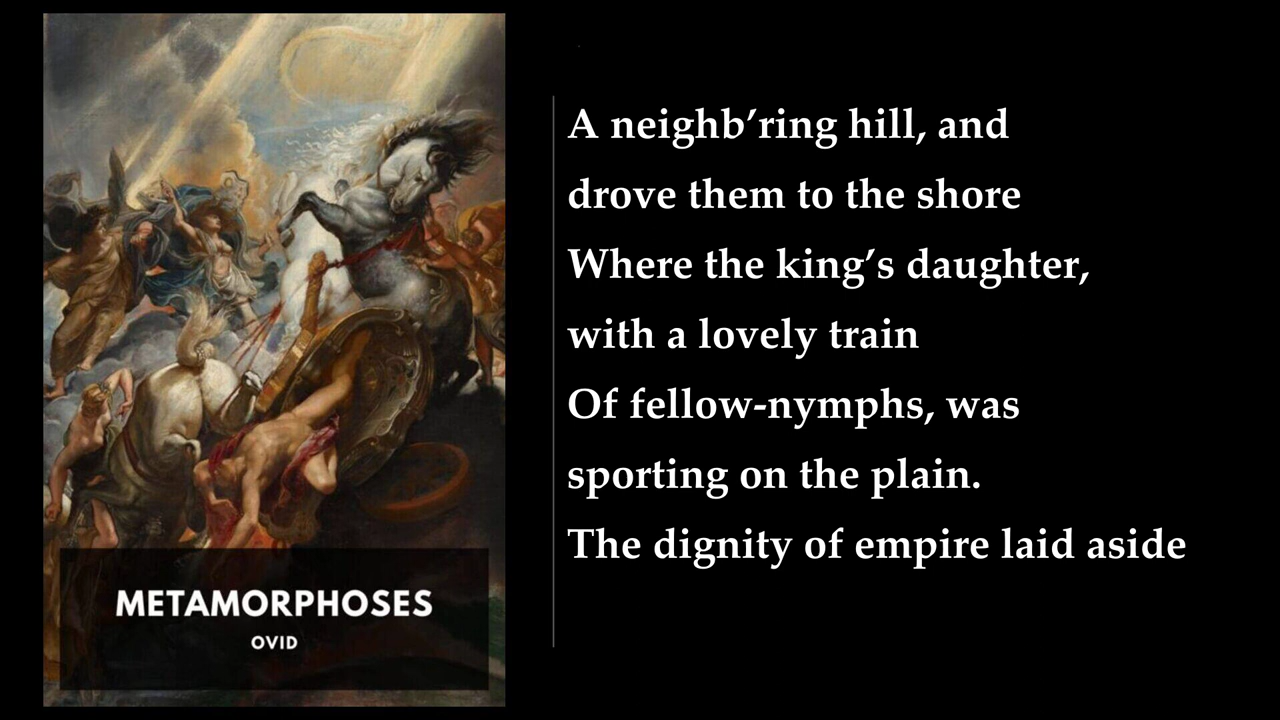 METAMORPHOSES
OVID
A neighb’ring hill, and
drove them to the shore
Where the king’s daughter,
with a lovely train
Of fellow-nymphs, was
sporting on the plain.
The dignity of empire laid aside